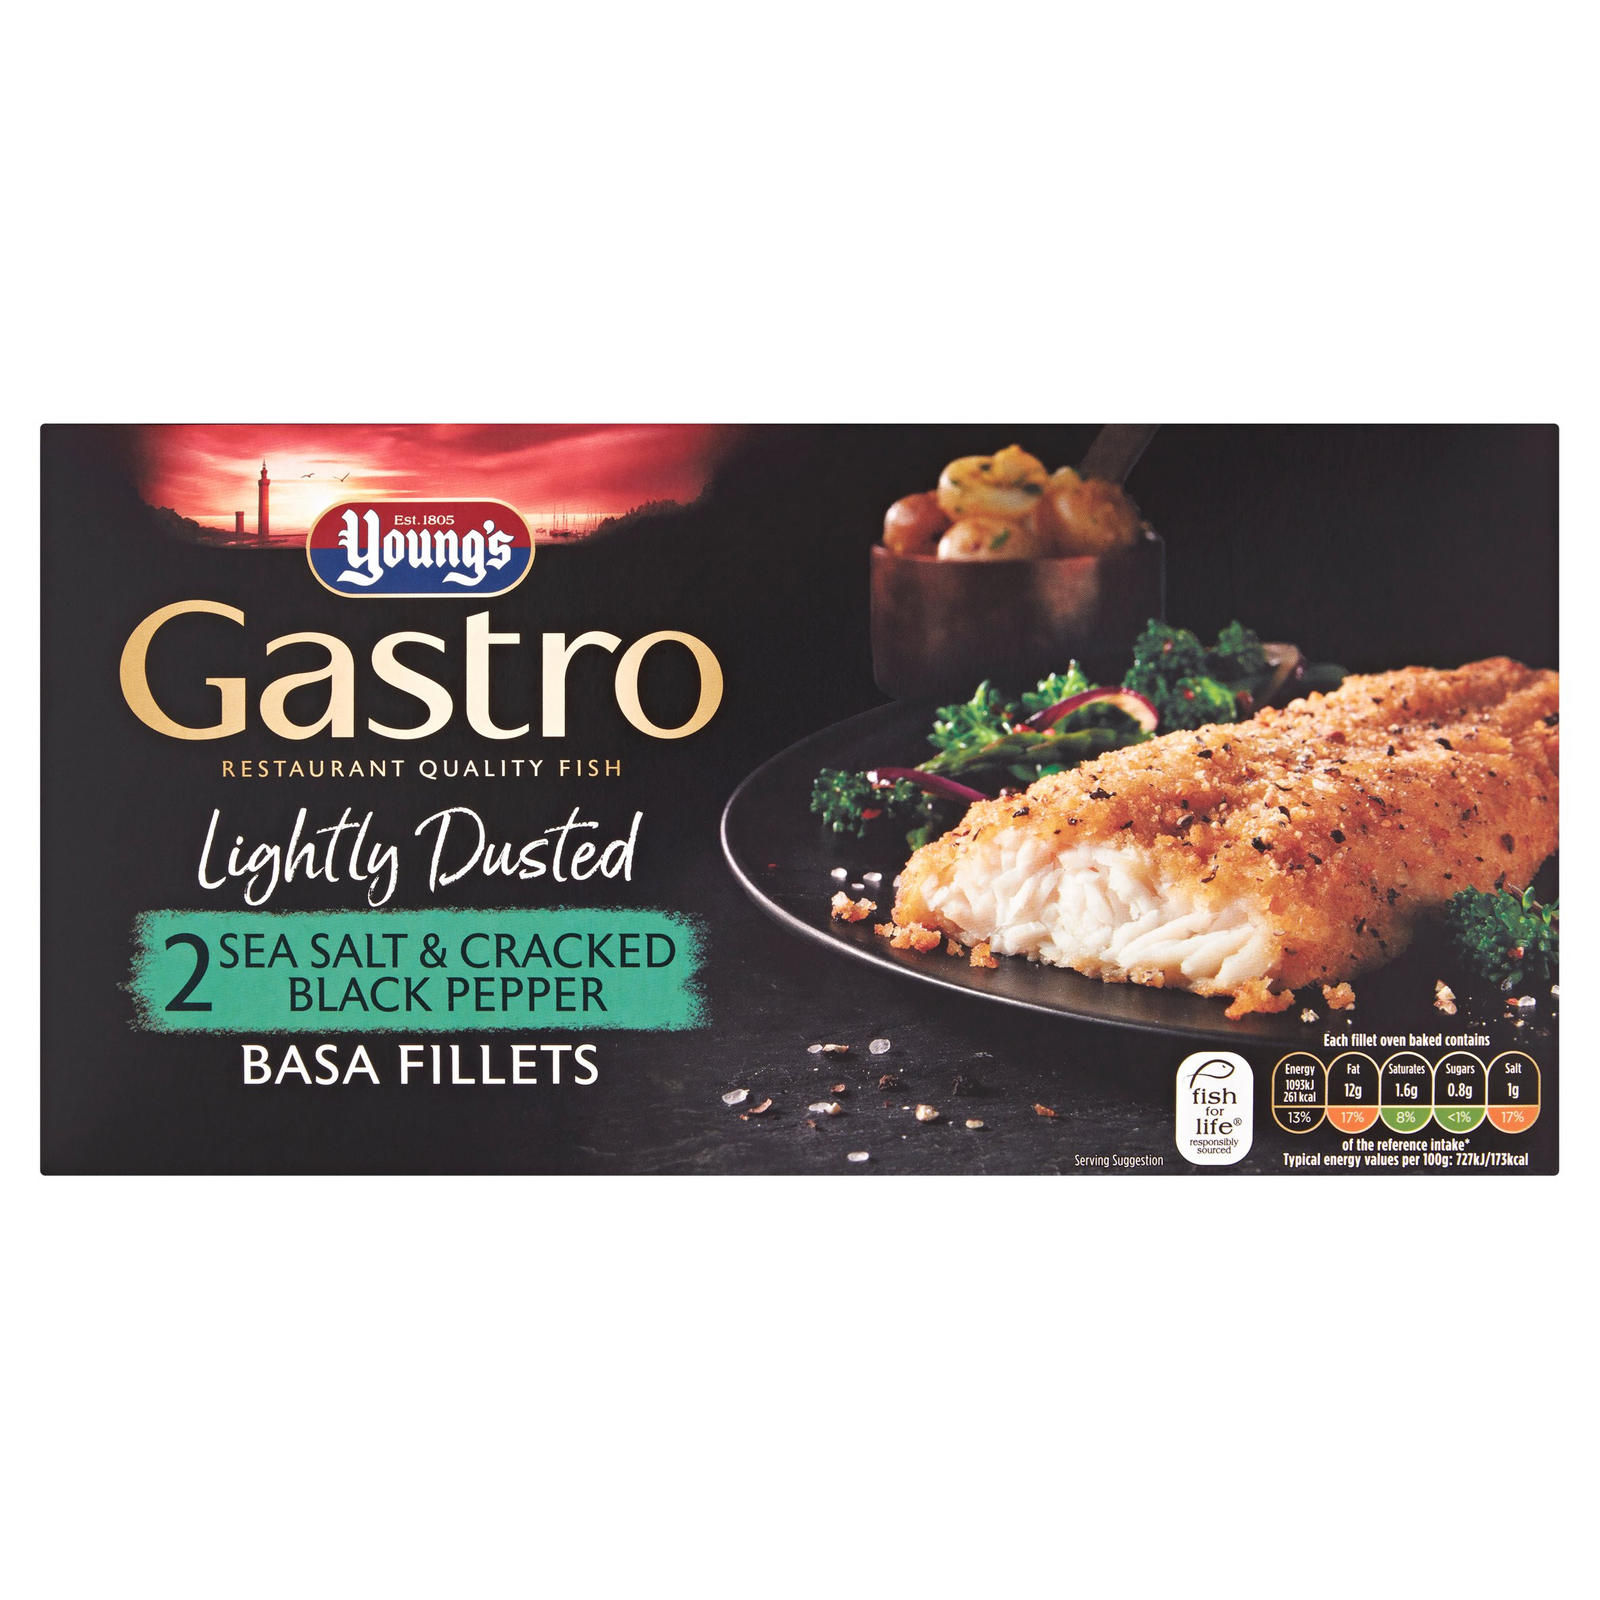 Est. 1805
Young's
Gastro
RESTAURANT QUALITY FISH
Lightly Dusted
2 SEA SALT & CRACKED
BLACK PEPPER
BASA FILLETS
Serving Suggestion
fish
for
life®
responsibly
sourced
Each fillet oven baked contains
Energy Fat Saturates Sugars Salt
1093kJ
261 kcal 12g 1.6g 0.8g 1g
13% 17% 8% <1% 17%
of the reference intake*
Typical energy values per 100g: 727kJ/173kcal